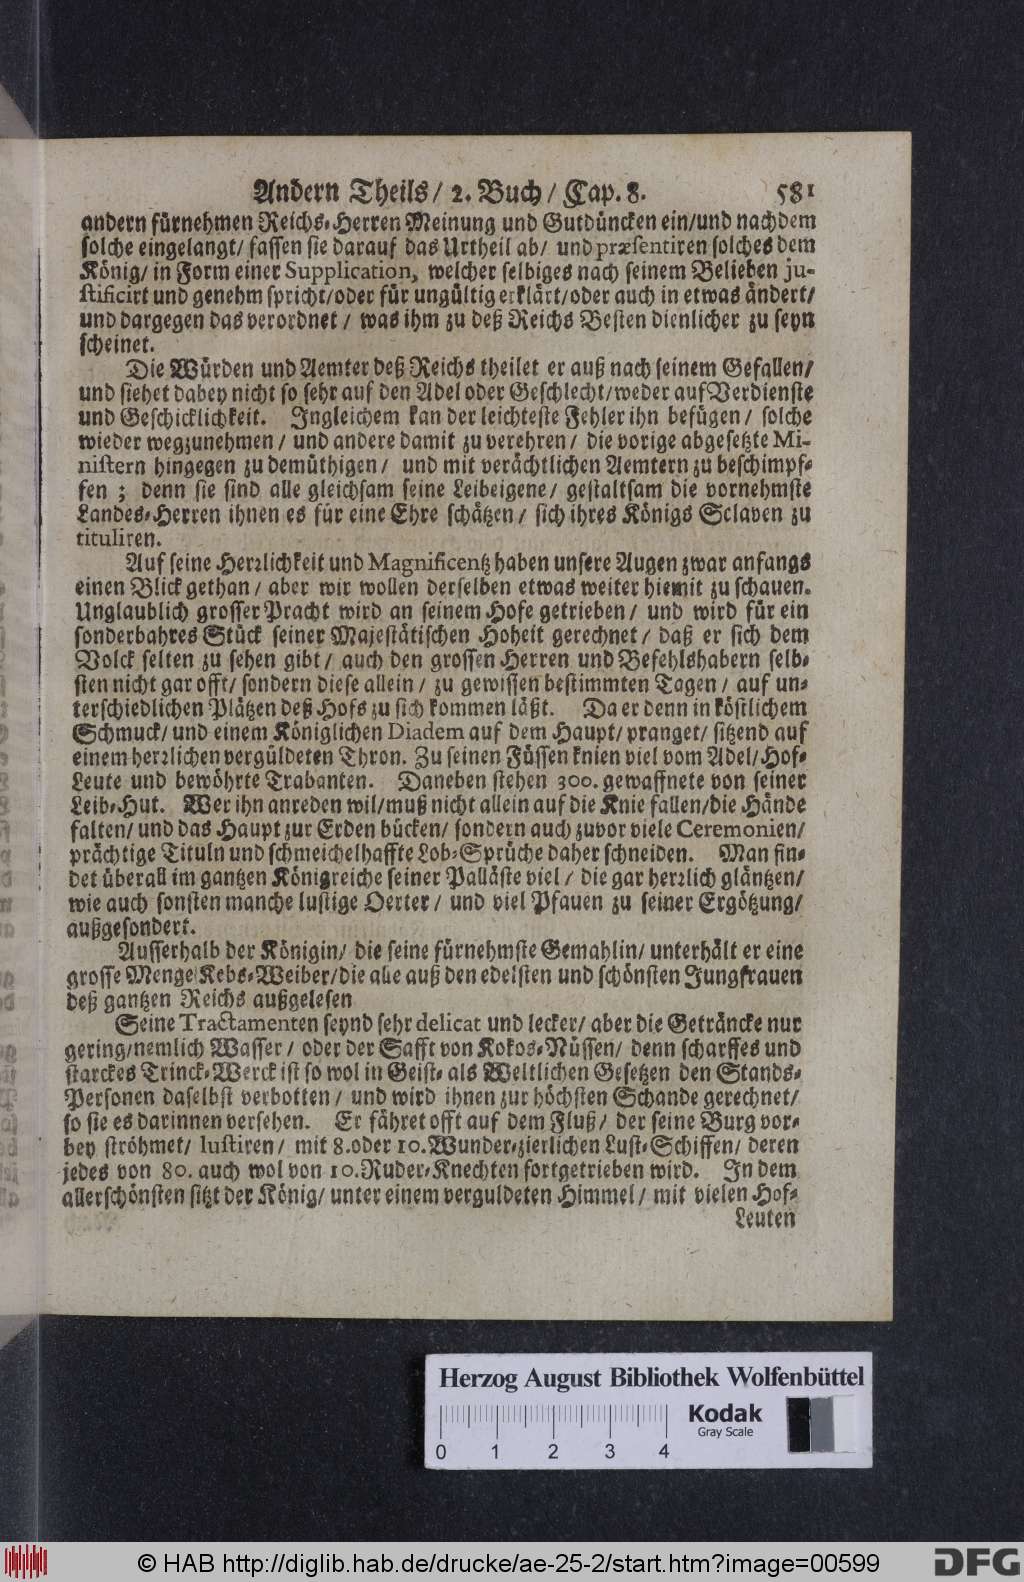 Andern Theils/ 2. Buch/ Cap. 8. 581
andern fürnehmen Reichs-Herren Meinung und Gutdüncken ein/und nachdem
solche eingelangt/ fassen sie darauf das Urtheil ab/ und præsentiren solches dem
König/ in Form einer Supplication, welcher selbiges nach seinem Belieben ju-
stificirt und genehm spricht/oder für ungültig erklärt/oder auch in etwas ändert/
und dargegen das verordnet / was ihm zu deß Reichs Besten dienlicher zu seyn
scheinet.
Die Würden und Aemter deß Reichs theilet er auß nach seinem Gefallen/
und siehet dabey nicht so sehr auf den Adel oder Geschlecht/weder auf Verdienste
und Geschicklichkeit. Ingleichem kan der leichteste Fehler ihn befügen / solche
wieder wegzunehmen / und andere damit zu verehren / die vorige abgesetzte Mi-
nistern hingegen zu demüthigen / und mit verächtlichen Aemtern zu beschimpf-
fen ; denn sie sind alle gleichsam seine Leibeigene / gestaltsam die vornehmste
Landes-Herren ihnen es für eine Ehre schätzen / sich ihres Königs Sclaven zu
tituliren.
Auf seine Herzlichkeit und Magnificentz haben unsere Augen zwar anfangs
einen Blick gethan / aber wir wollen derselben etwas weiter hiemit zu schauen.
Unglaublich grosser Pracht wird an seinem Hofe getrieben / und wird für ein
sonderbahres Stück seiner Majestätischen Hoheit gerechnet / daß er sich dem
Volck selten zu sehen gibt / auch den grossen Herren und Befehlshabern selb-
sten nicht gar offt/ sondern diese allein / zu gewissen bestimmten Tagen / auf un-
terschiedlichen Plätzen deß Hofs zu sich kommen läßt. Da er denn in köstlichem
Schmuck/ und einem Königlichen Diadem auf dem Haupt/ pranget/ sitzend auf
einem herzlichen vergüldeten Thron. Zu seinen Füssen knien viel vom Adel/ Hof-
Leute und bewöhrte Trabanten. Daneben stehen 300. gewaffnete von seiner
Leib-Hut. Wer ihn anreden wil/ muß nicht allein auf die Knie fallen/die Hände
falten/ und das Haupt zur Erden bücken/ sondern auch zuvor viele Ceremonien/
prächtige Tituln und schmeichelhaffte Lob-Sprüche daher schneiden. Man fin-
det überall im gantzen Königreiche seiner Palläste viel / die gar herzlich gläntzen/
wie auch sonsten manche lustige Oerter / und viel Pfauen zu seiner Ergötzung/
außgesondert.
Ausserhalb der Königin/ die seine fürnehmste Gemahlin/ unterhält er eine
grosse Menge Kebs-Weiber/die alle auß den edelsten und schönsten Jungfrauen
deß gantzen Reichs außgelesen
Seine Tractamenten seynd sehr delicat und lecker/ aber die Geträncke nur
gering/nemlich Wasser / oder der Safft von Kokos-Nüssen/ denn scharffes und
starckes Trinck-Werck ist so wol in Geist- als Weltlichen Gesetzen den Stands-
Personen daselbst verbotten / und wird ihnen zur höchsten Schande gerechnet/
so sie es darinnen versehen. Er fähret offt auf dem Fluß/ der seine Burg vor-
bey ströhmet/ lustiren/ mit 8. oder 10. Wunder-zierlichen Lust-Schiffen/ deren
jedes von 80. auch wol von 10. Ruder-Knechten fortgetrieben wird. In dem
allerschönsten sitzt der König/ unter einem verguldeten Himmel/ mit vielen Hof-
Leuten
Herzog August Bibliothek Wolfenbüttel
Kodak
Gray Scale
0 1 2 3 4
© HAB http://diglib.hab.de/drucke/ae-25-2/start.htm?image=00599
DFG